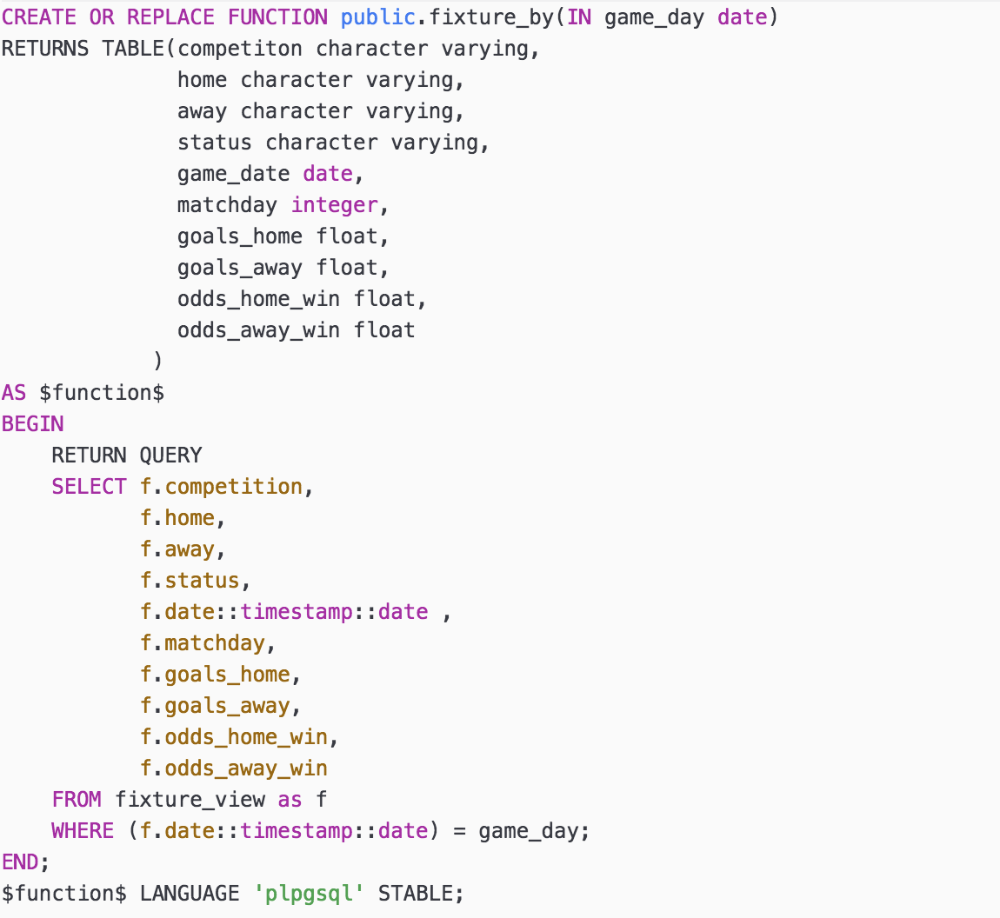 CREATE OR REPLACE FUNCTION public.fixture_by(IN game_day date)
RETURNS TABLE(competiton character varying,
              home character varying,
              away character varying,
              status character varying,
              game_date date,
              matchday integer,
              goals_home float,
              goals_away float,
              odds_home_win float,
              odds_away_win float
            )
AS $function$
BEGIN
    RETURN QUERY
    SELECT f.competition,
           f.home,
           f.away,
           f.status,
           f.date::timestamp::date ,
           f.matchday,
           f.goals_home,
           f.goals_away,
           f.odds_home_win,
           f.odds_away_win
    FROM fixture_view as f
    WHERE (f.date::timestamp::date) = game_day;
END;
$function$ LANGUAGE 'plpgsql' STABLE;